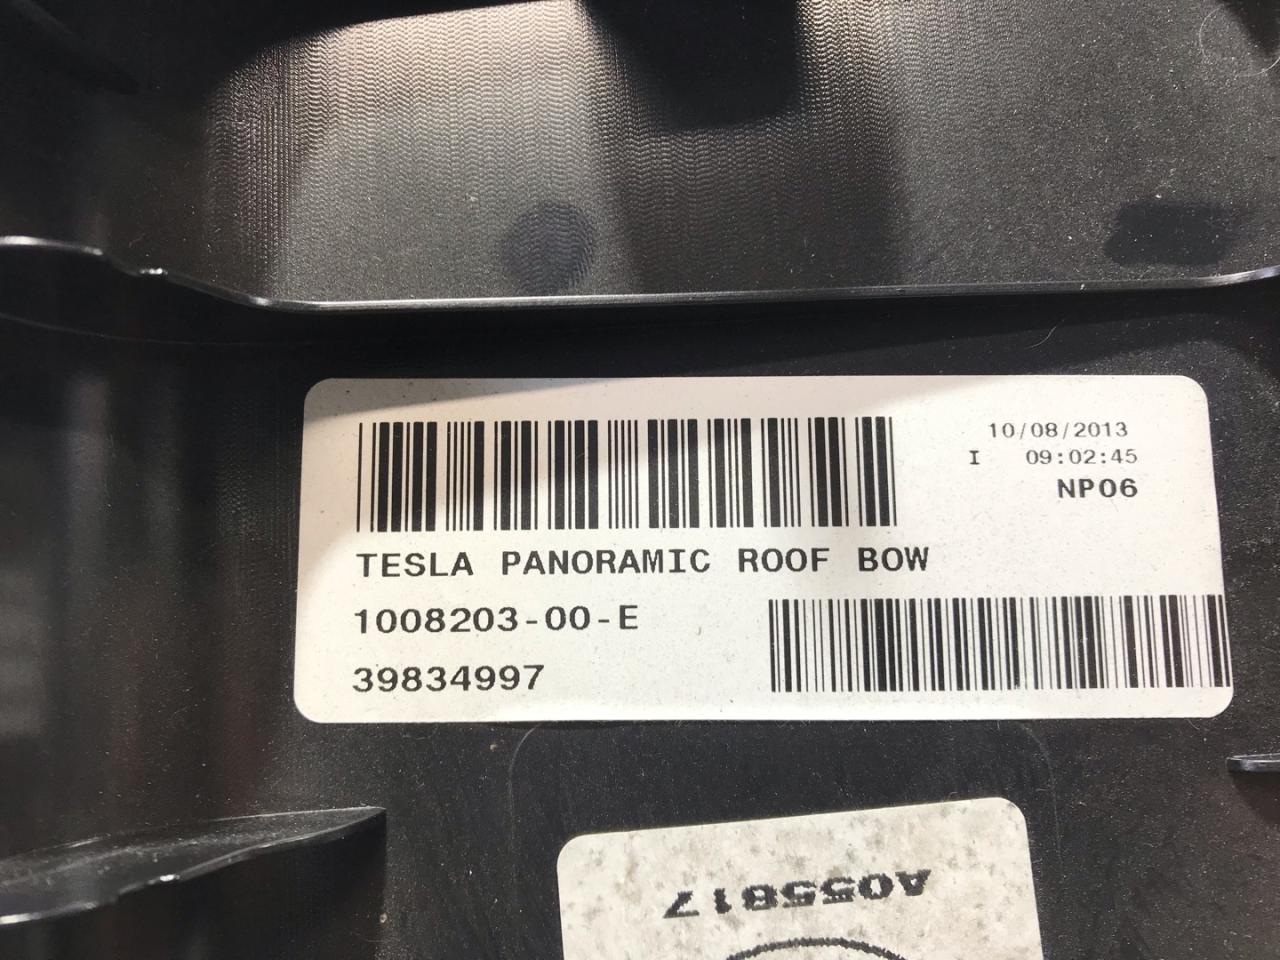 10/08/2013
I 09:02:45
NP06
TESLA PANORAMIC ROOF BOW
1008203-00-E
39834997
A055817